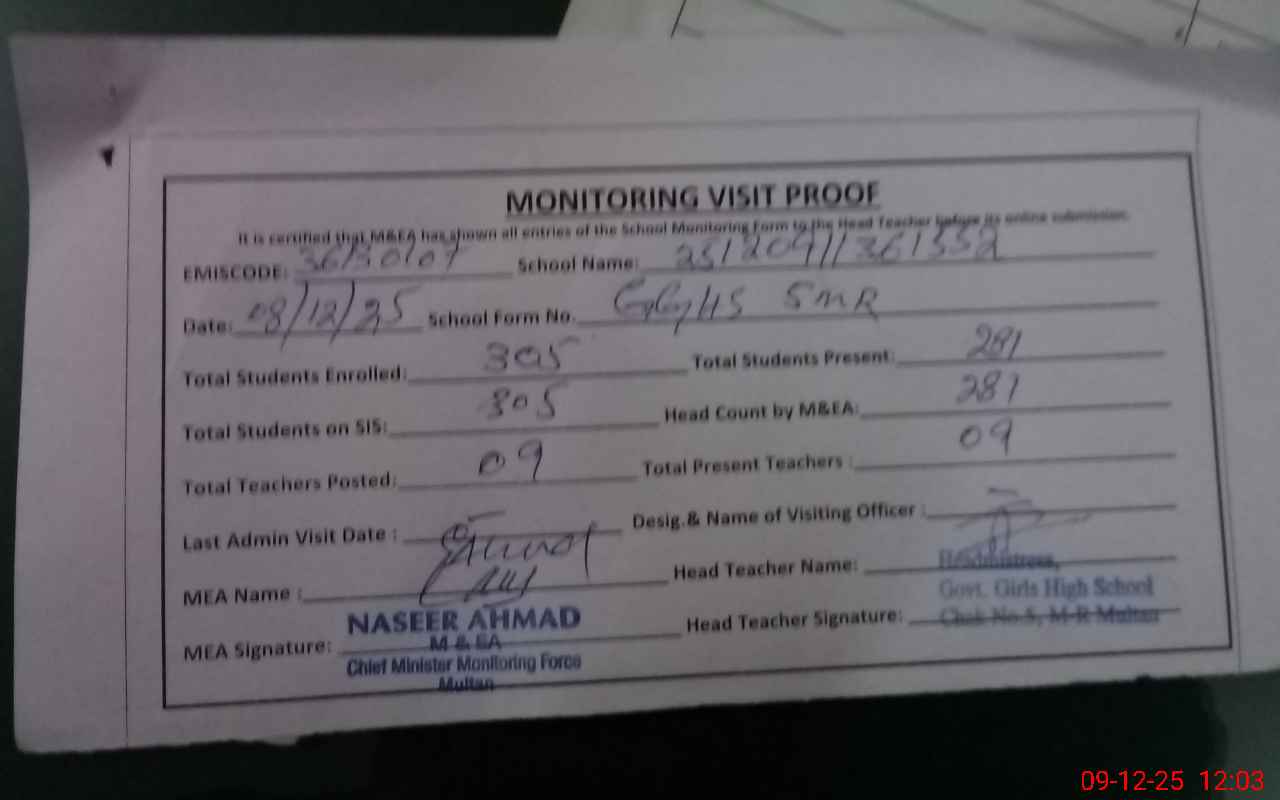 MONITORING VISIT PROOF
It is certified that M&EA has shown all entries of the School Monitoring Form to the Head Teacher before its online submission.
EMISCODE: School Name: 25120911361552
Date: 08/12/25 School Form No. GGHS 5MR
Total Students Enrolled: 305 Total Students Present: 281
Total Students on SIS: 305 Head Count by M&EA: 281
Total Teachers Posted: 09 Total Present Teachers : 09
Last Admin Visit Date : Desig.& Name of Visiting Officer :
MEA Name : Head Teacher Name:
Headmistress,
Govt. Girls High School
MEA Signature: Head Teacher Signature: Chak No 5, M-R Multan
NASEER AHMAD
M & EA
Chief Minister Monitoring Force
Multan
09-12-25 12:03